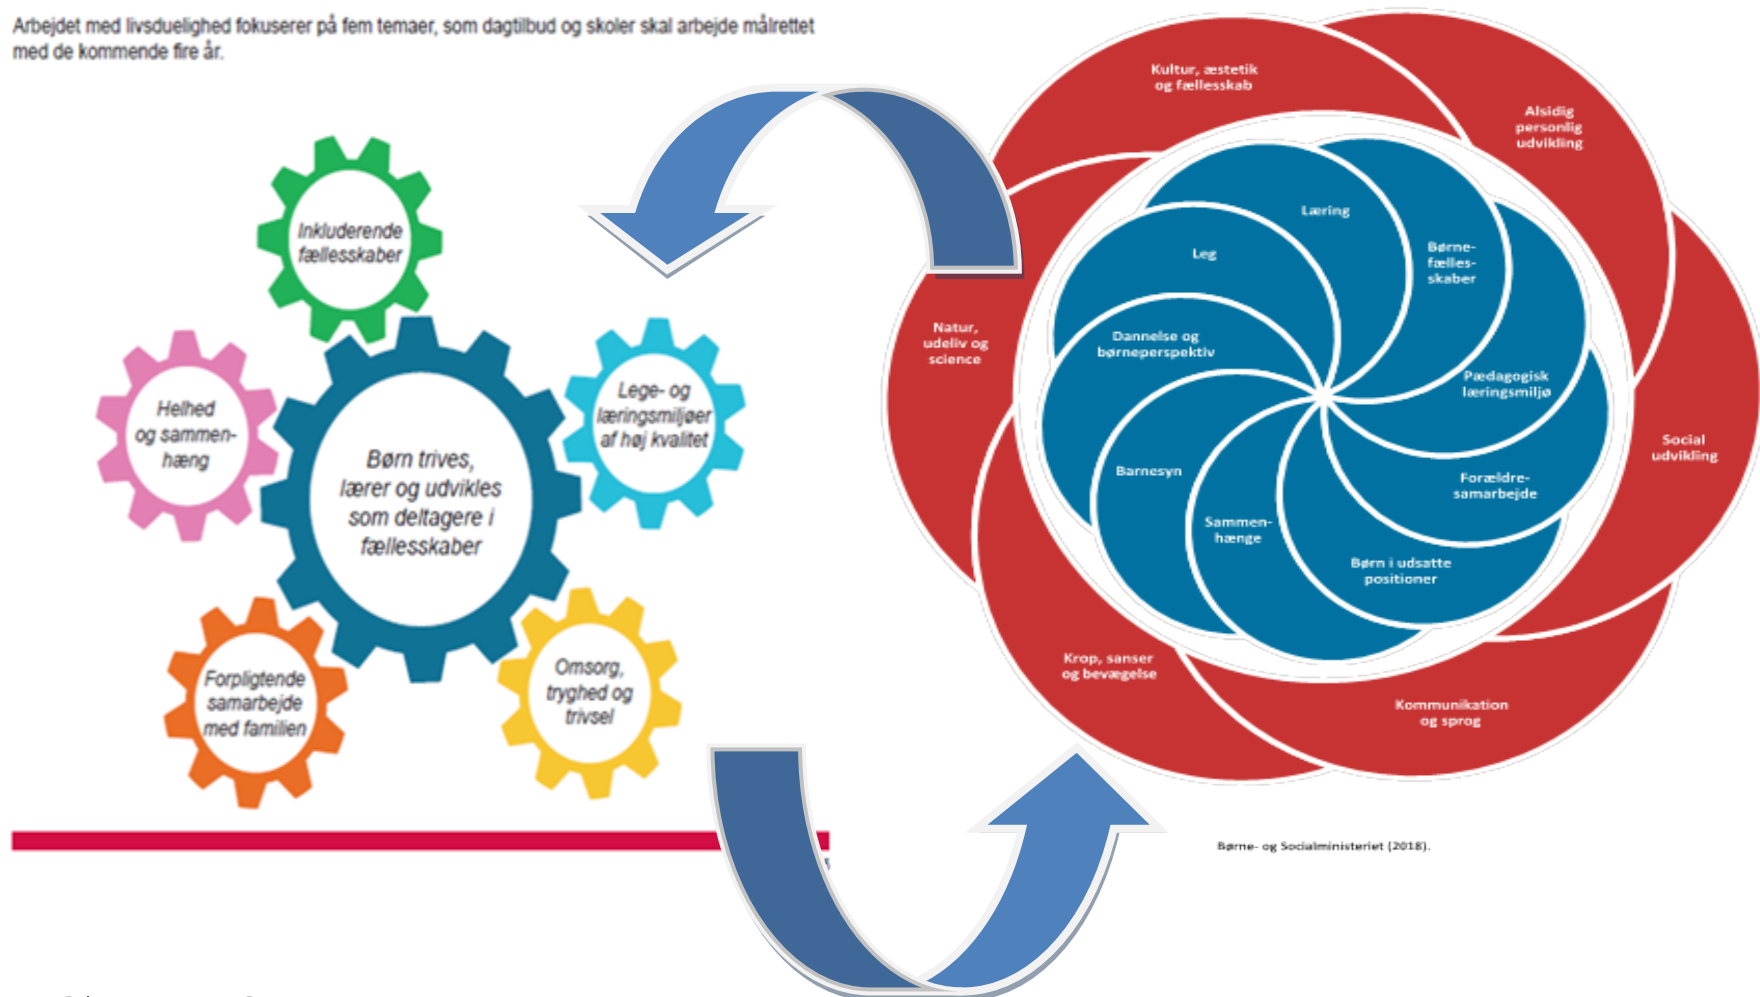 Arbejdet med livsduelighed fokuserer på fem temaer, som dagtilbud og skoler skal arbejde målrettet
med de kommende fire år.
Inkluderende
fællesskaber
Helhed
og sammen-
hæng
Lege- og
læringsmiljøer
af høj kvalitet
Børn trives,
lærer og udvikles
som deltagere i
fællesskaber
Forpligtende
samarbejde
med familien
Omsorg,
tryghed og
trivsel
Kultur, æstetik
og fællesskab
Alsidig
personlig
udvikling
Læring
Leg
Børne-
fælles-
skaber
Natur,
udeliv og
science
Dannelse og
børneperspektiv
Pædagogisk
læringsmiljø
Social
udvikling
Barnesyn
Forældre-
samarbejde
Sammen-
hænge
Børn i udsatte
positioner
Krop, sanser
og bevægelse
Kommunikation
og sprog
Børne- og Socialministeriet (2018).